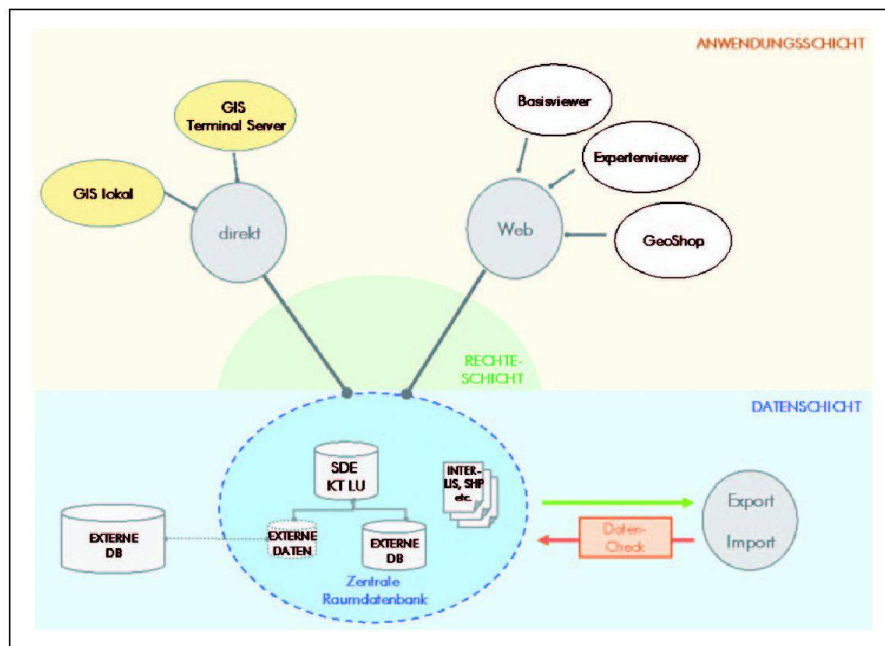 ANWENDUNGSSCHICHT
GIS
Terminal Server
GIS lokal
direkt
Basisviewer
Expertenviewer
Web
GeoShop
RECHTE-
SCHICHT
DATENSCHICHT
SDE
KT LU
INTER-
LIS, SHP
etc.
EXTERNE
DB
EXTERNE
DATEN
EXTERNE
DB
Zentrale
Raumdatenbank
Daten-
Check
Export
Import